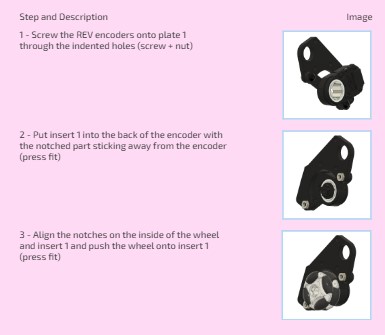 Step and Description
Image
1 - Screw the REV encoders onto plate 1
through the indented holes (screw + nut)
2 - Put insert 1 into the back of the encoder with
the notched part sticking away from the encoder
(press fit)
3 - Align the notches on the inside of the wheel
and insert 1 and push the wheel onto insert 1
(press fit)